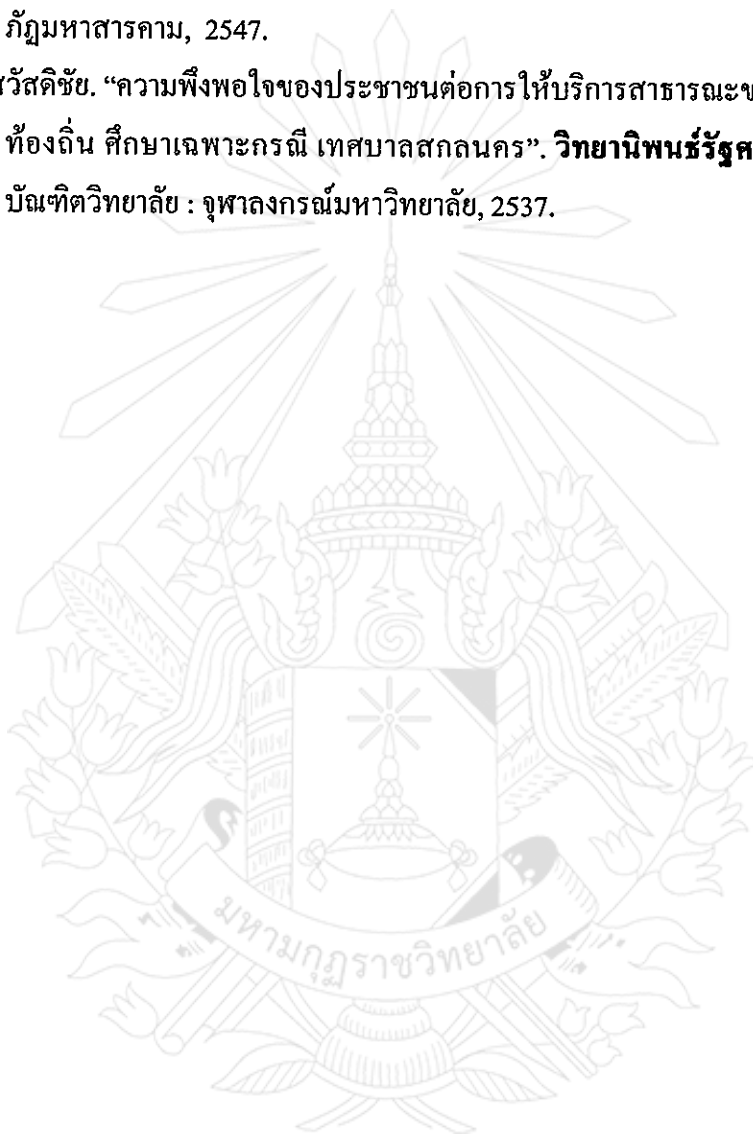 ภัฏมหาสารคาม, 2547.
สวัสดิชัย. “ความพึงพอใจของประชาชนต่อการให้บริการสาธารณะข
ท้องถิ่น ศึกษาเฉพาะกรณี เทศบาลสกลนคร”. วิทยานิพนธ์รัฐศ
บัณฑิตวิทยาลัย : จุฬาลงกรณ์มหาวิทยาลัย, 2537.
มหามกุฏราชวิทยาลัย